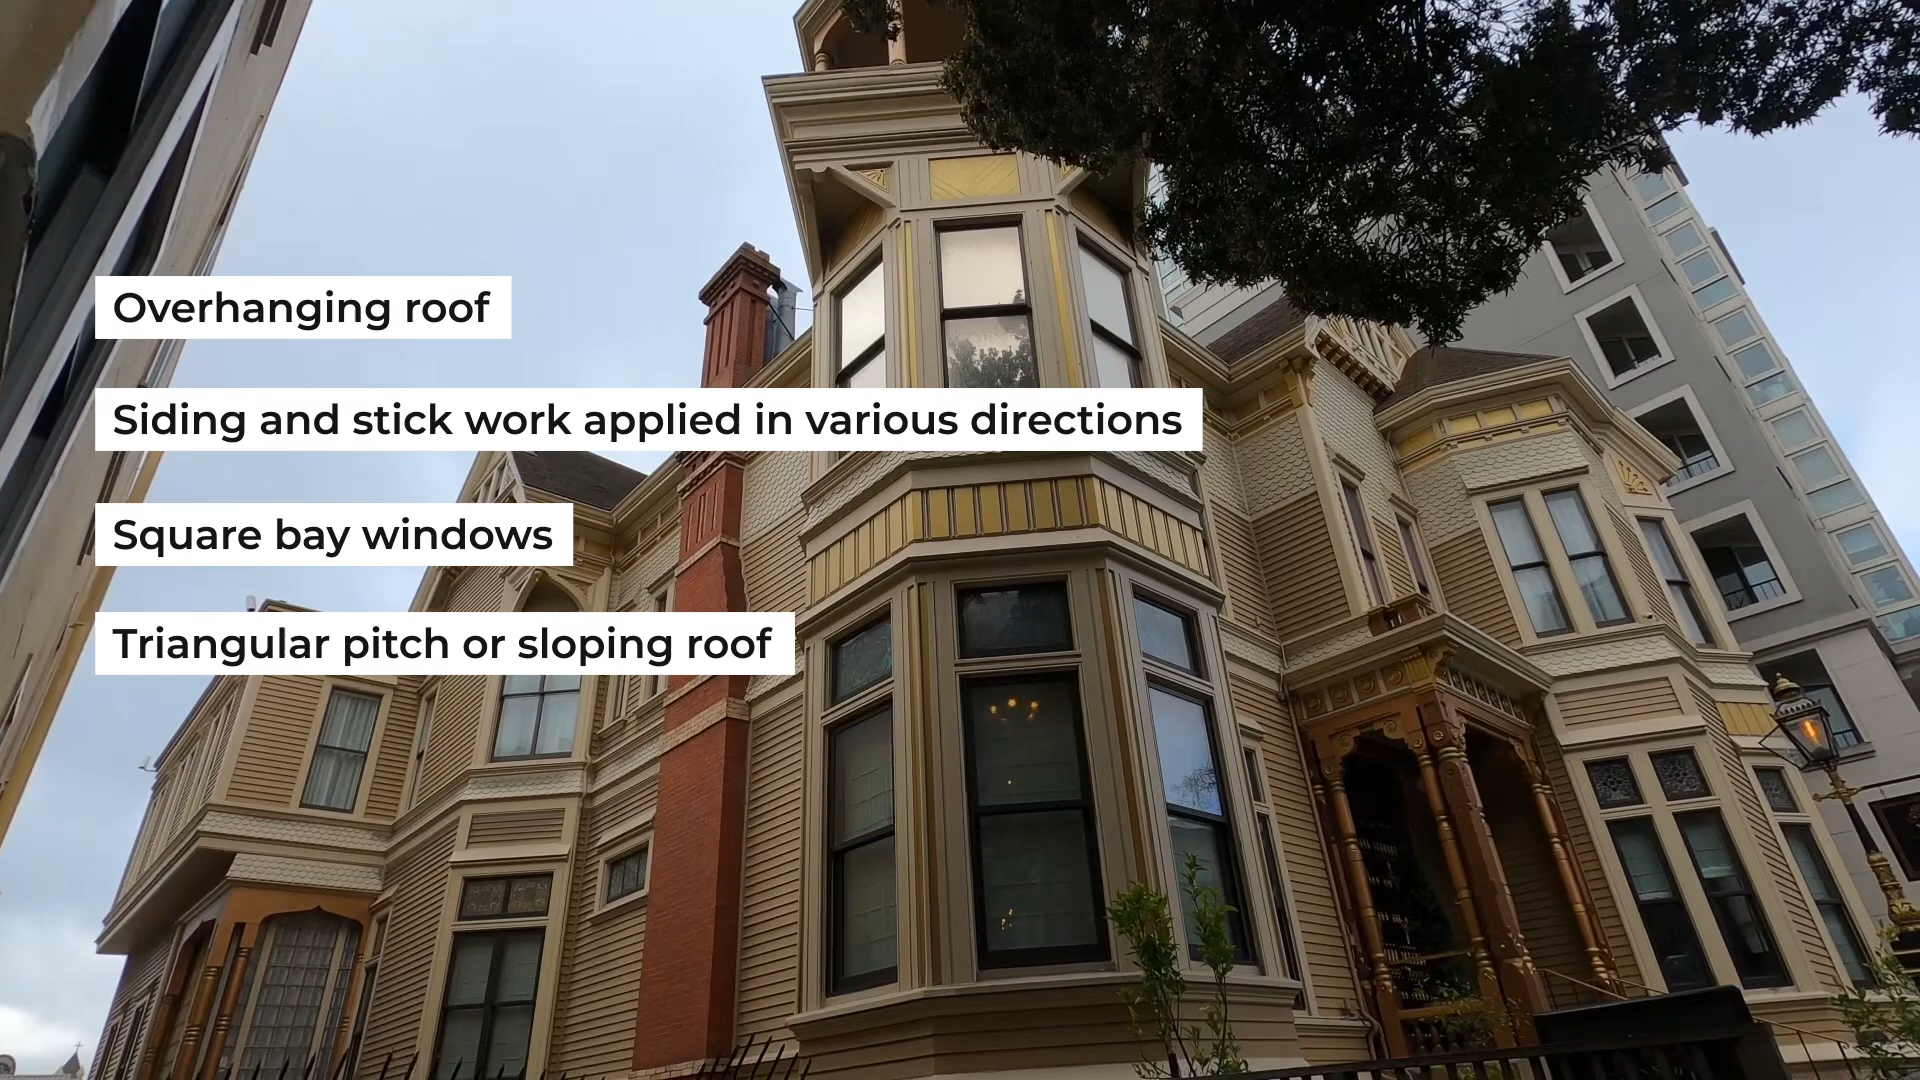 Overhanging roof
Siding and stick work applied in various directions
Square bay windows
Triangular pitch or sloping roof